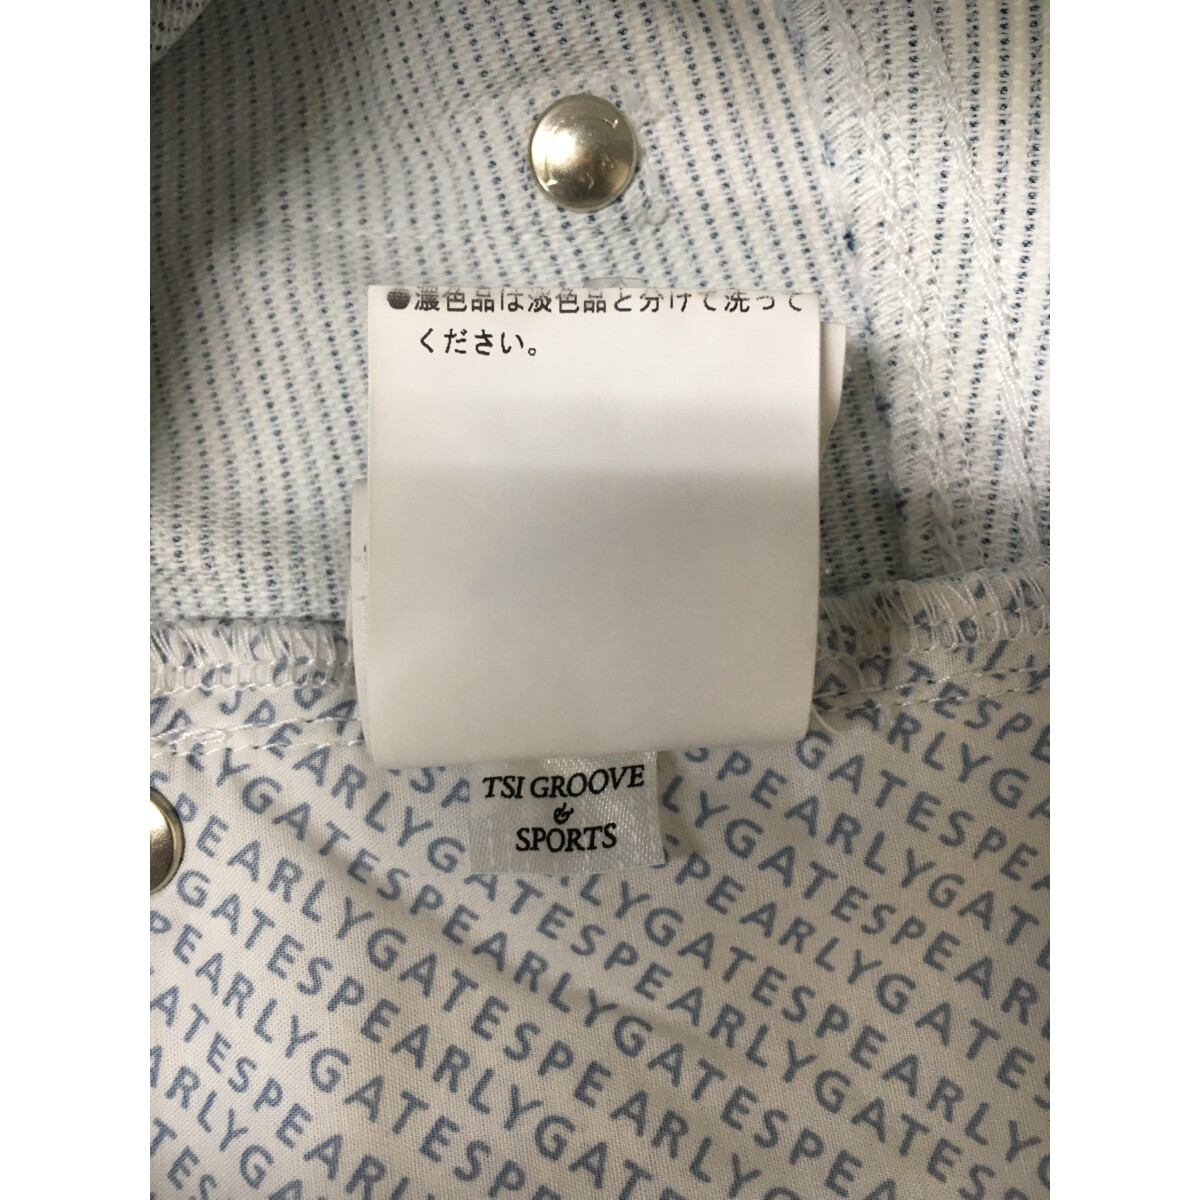 ●濃色品は淡色品と分けて洗って
ください。
TSI GROOVE
&
SPORTS
PEARLYGATESPEARLYGATESPEARLYGATES